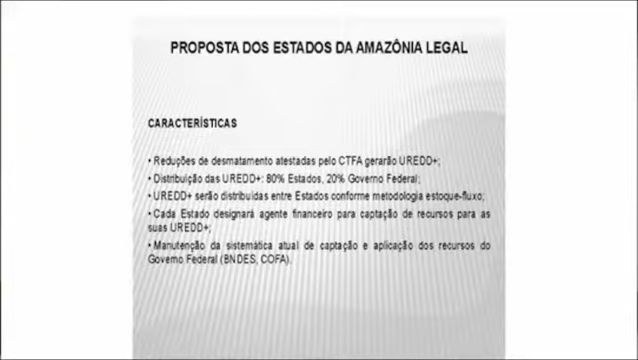 PROPOSTA DOS ESTADOS DA AMAZÔNIA LEGAL
CARACTERÍSTICAS
• Reduções de desmatamento atestadas pelo CTFA gerarão UREDD+;
• Distribuição das UREDD+: 80% Estados, 20% Governo Federal;
• UREDD+ serão distribuídas entre Estados conforme metodologia estoque-fluxo;
• Cada Estado designará agente financeiro para captação de recursos para as
suas UREDD+;
• Manutenção da sistemática atual de captação e aplicação dos recursos do
Governo Federal (BNDES, COFA).